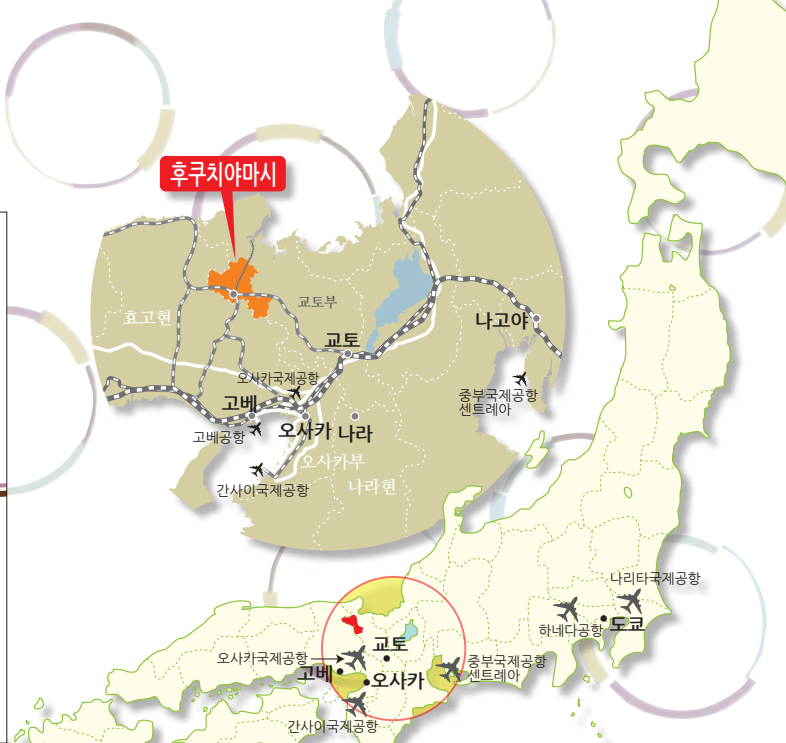 후쿠치야마시
효고현
교토부
교토
나고야
오사카국제공항
고베
중부국제공항
센트레아
고베공항
오사카
나라
오사카부
간사이국제공항
나라현
나리타국제공항
하네다공항
도쿄
교토
오사카국제공항
중부국제공항
센트레아
고베
오사카
간사이국제공항